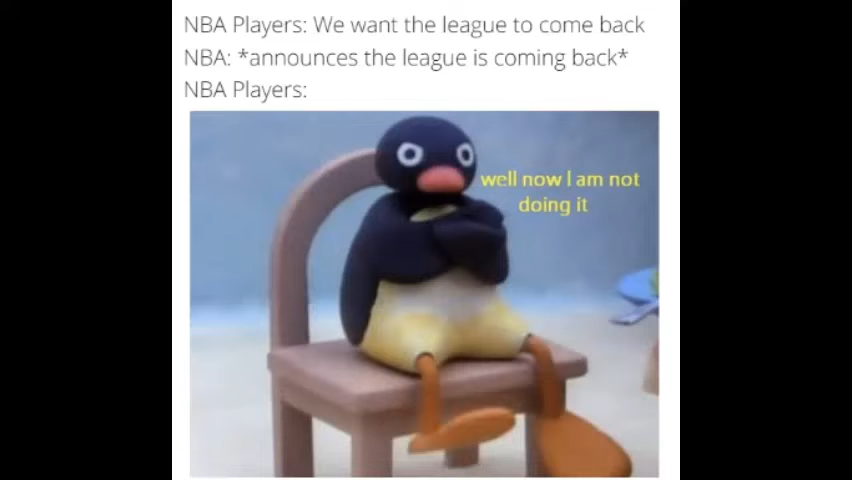 NBA Players: We want the league to come back
NBA: *announces the league is coming back*
NBA Players:
well now I am not
doing it